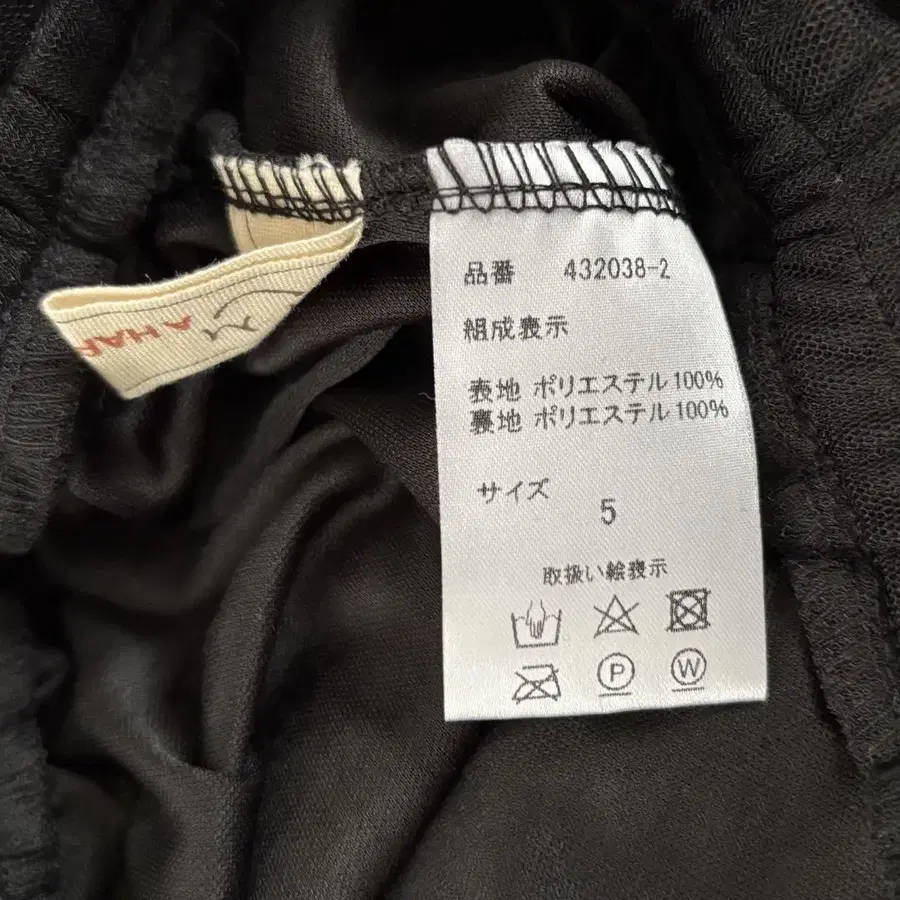 品番 432038-2
組成表示
表地 ポリエステル100%
裏地 ポリエステル100%
サイズ
5
取扱い絵表示
P
W
A HAR